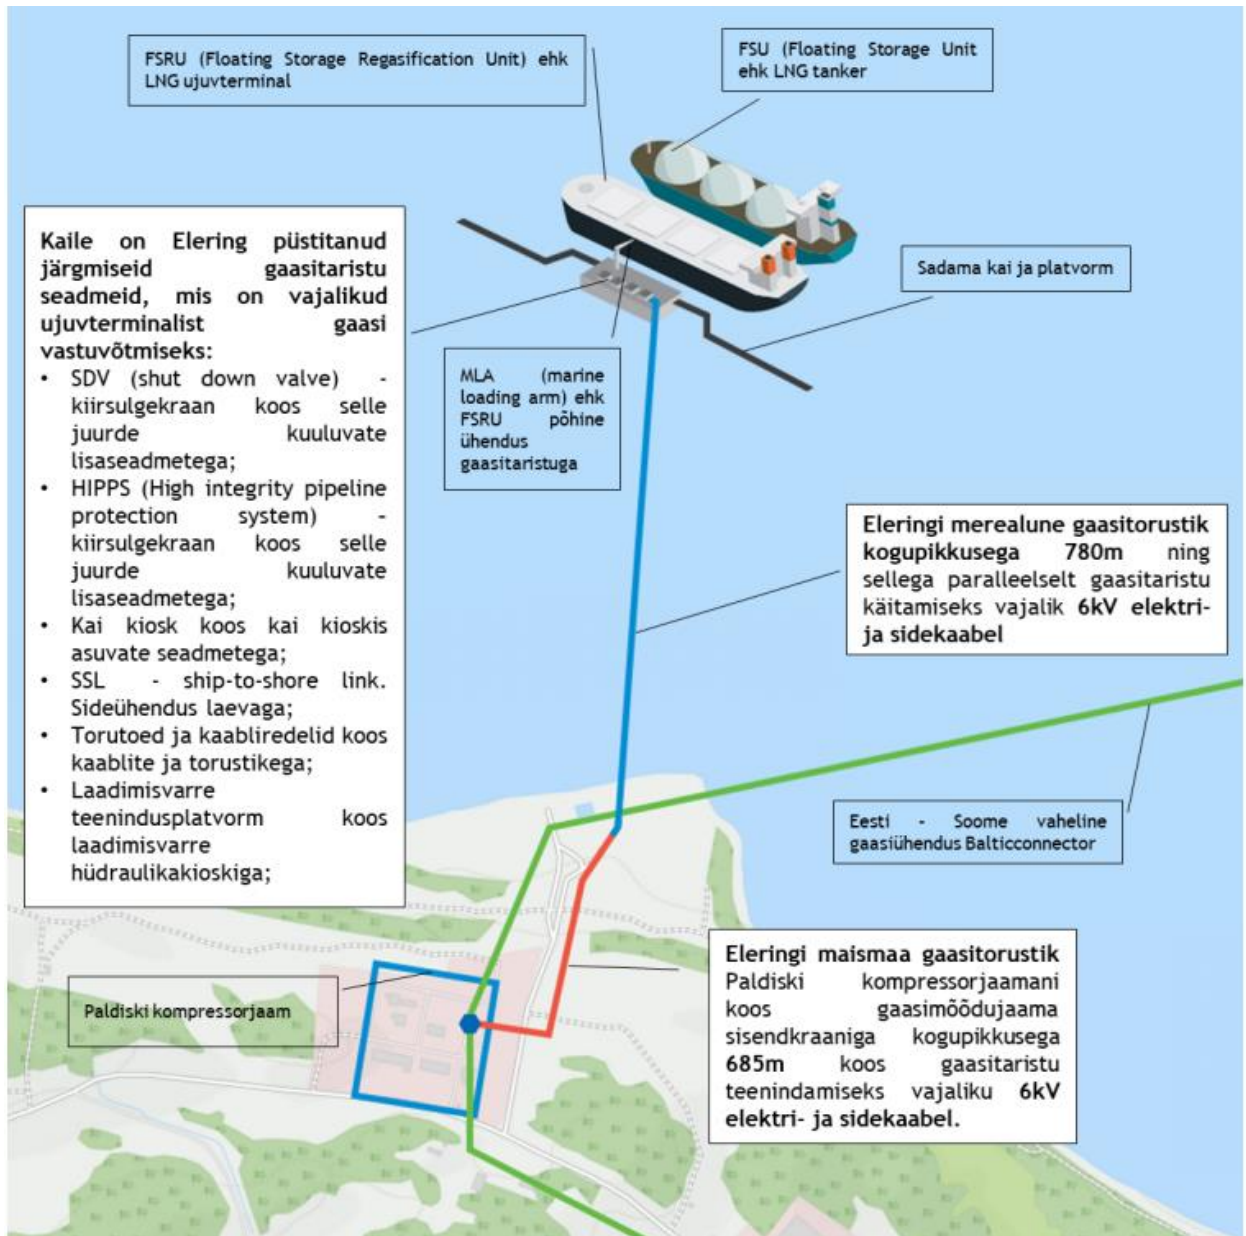 FSRU (Floating Storage Regasification Unit) ehk
LNG ujuvterminal
FSU (Floating Storage Unit
ehk LNG tanker
Kaile on Elering püstitanud
järgmiseid gaasitaristu
seadmeid, mis on vajalikud
ujuvterminalist gaasi
vastuvõtmiseks:
• SDV (shut down valve) -
kiirsulgekraan koos selle
juurde kuuluvate
lisaseadmetega;
• HIPPS (High integrity pipeline
protection system) -
kiirsulgekraan koos selle
juurde kuuluvate
lisaseadmetega;
• Kai kiosk koos kai kioskis
asuvate seadmetega;
• SSL - ship-to-shore link.
Sideühendus laevaga;
• Torutoed ja kaabliredelid koos
kaablite ja torustikega;
• Laadimisvarre
teenindusplatvorm koos
laadimisvarre
hüdraulikakioskiga;
Sadama kai ja platvorm
MLA (marine
loading arm) ehk
FSRU põhine
ühendus
gaasitaristuga
Eleringi merealune gaasitorustik
kogupikkusega 780m ning
sellega paralleelselt gaasitaristu
käitamiseks vajalik 6kV elektri-
ja sidekaabel
Eesti - Soome vaheline
gaasiühendus Balticconnector
Eleringi maismaa gaasitorustik
Paldiski kompressorjaamani
koos gaasimõõdujaama
sisendkraaniga kogupikkusega
685m koos gaasitaristu
teenindamiseks vajaliku 6kV
elektri- ja sidekaabel.
Paldiski kompressorjaam